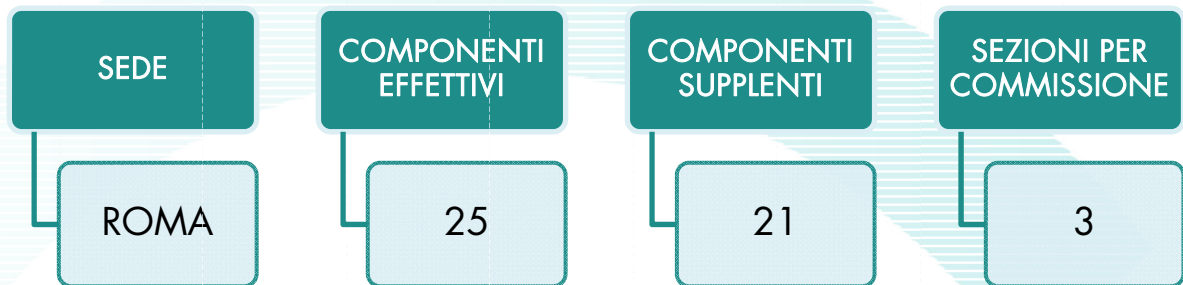 SEDE
ROMA
COMPONENTI
EFFETTIVI
25
COMPONENTI
SUPPLENTI
21
SEZIONI PER
COMMISSIONE
3